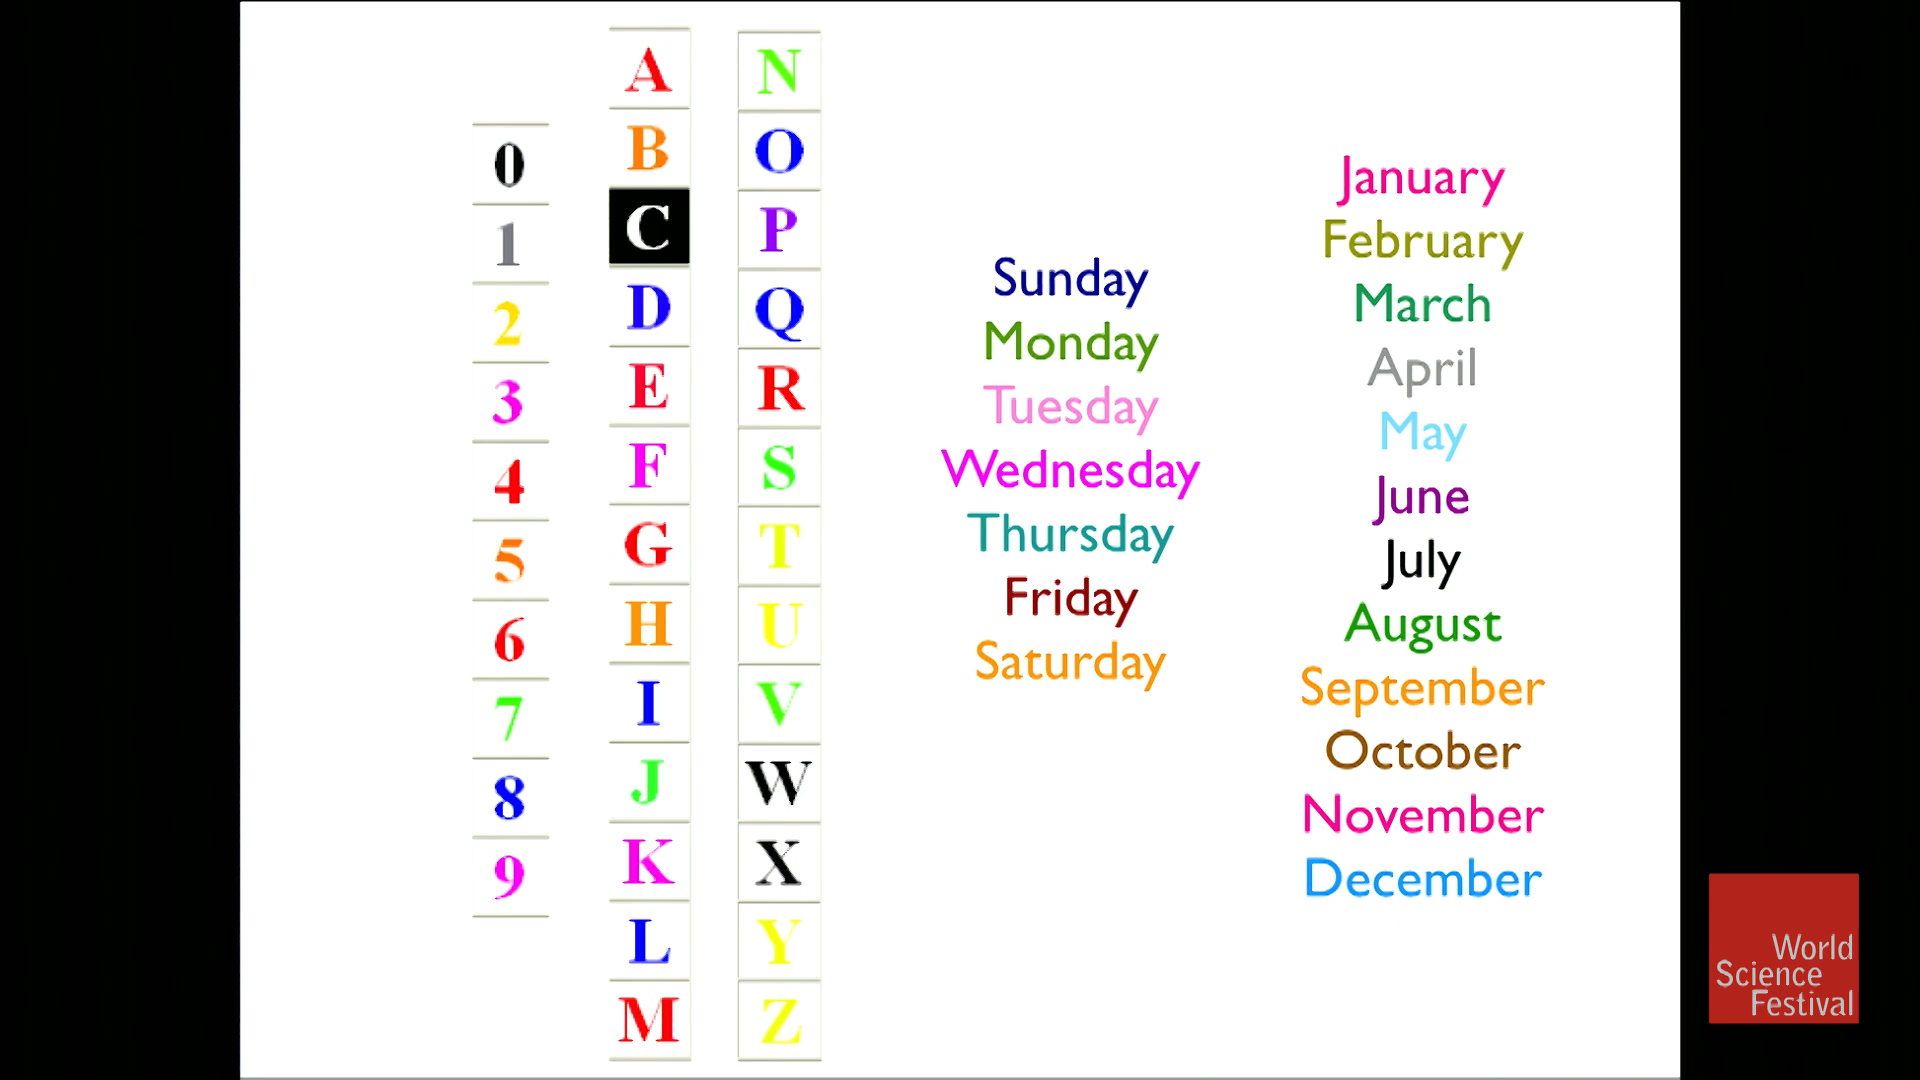 0
1
2
3
4
5
6
7
8
9
A
B
C
D
E
F
G
H
I
J
K
L
M
N
O
P
Q
R
S
T
U
V
W
X
Y
Z
Sunday
Monday
Tuesday
Wednesday
Thursday
Friday
Saturday
January
February
March
April
May
June
July
August
September
October
November
December
World
Science
Festival